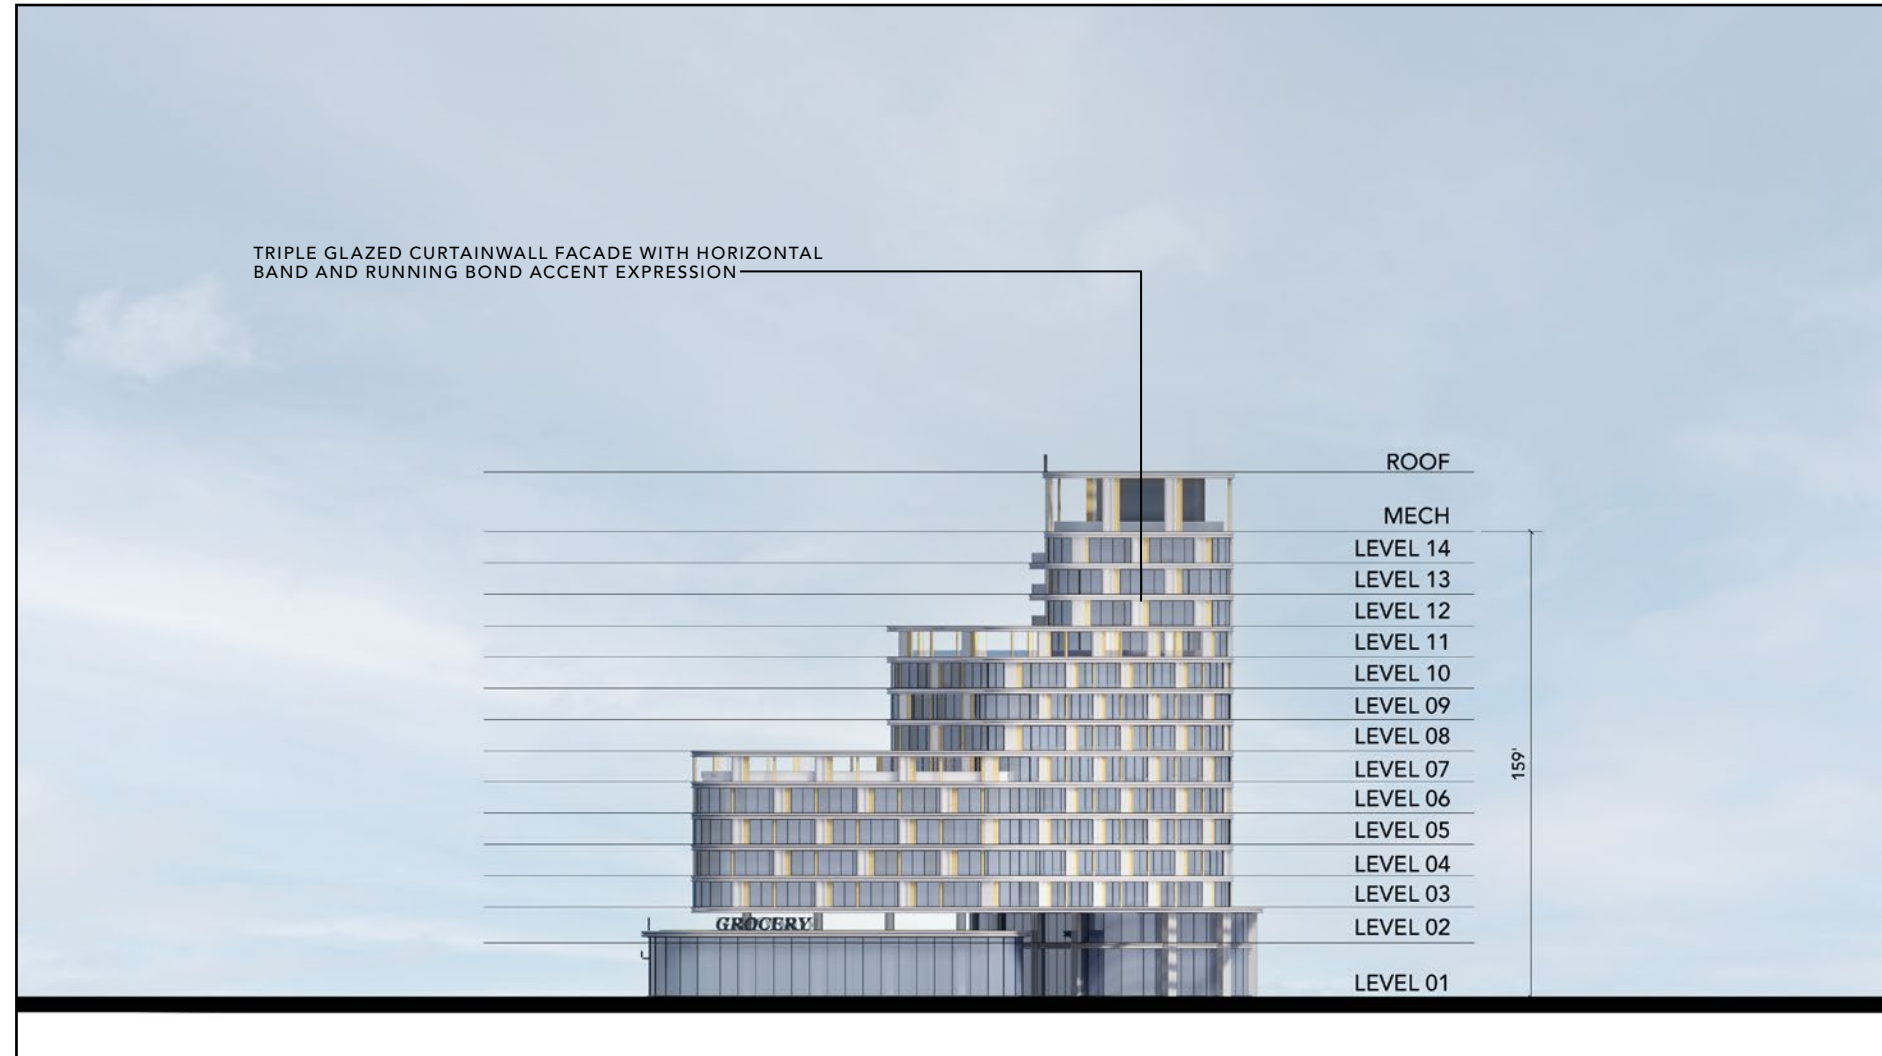 TRIPLE GLAZED CURTAINWALL FACADE WITH HORIZONTAL
BAND AND RUNNING BOND ACCENT EXPRESSION
ROOF
MECH
LEVEL 14
LEVEL 13
LEVEL 12
LEVEL 11
LEVEL 10
LEVEL 09
LEVEL 08
LEVEL 07
LEVEL 06
LEVEL 05
LEVEL 04
LEVEL 03
LEVEL 02
LEVEL 01
159'
GROCERY